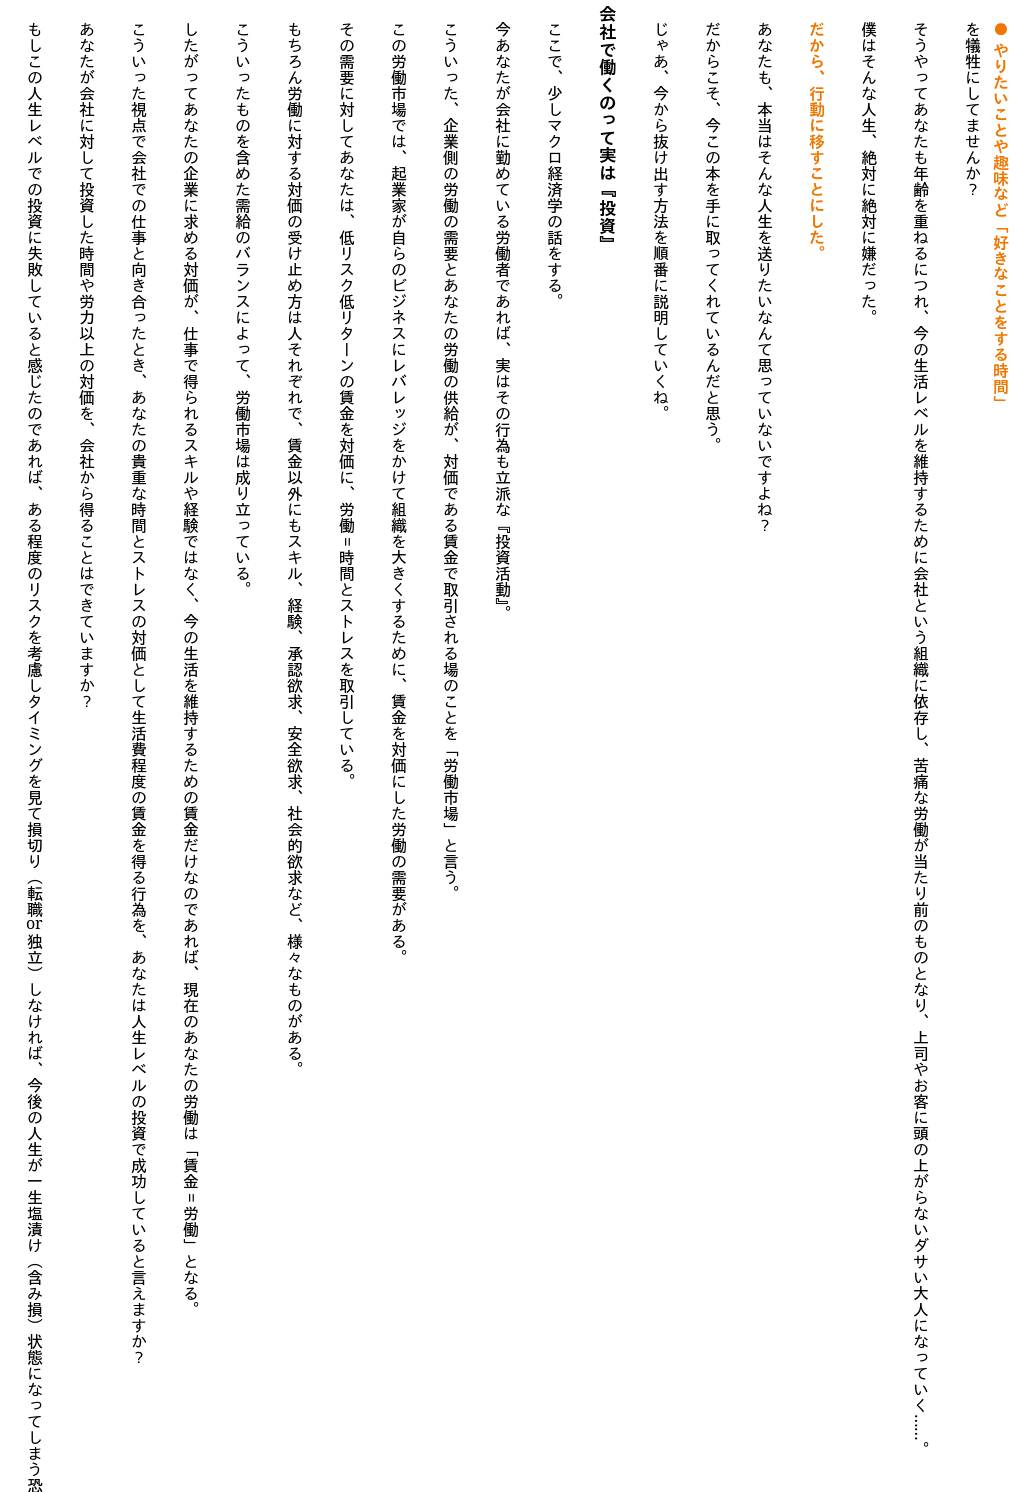 ●やりたいことや趣味など「好きなことをする時間」
を犠牲にしてませんか？
そうやってあなたも年齢を重ねるにつれ、今の生活レベルを維持するために会社という組織に依存し、苦痛な労働が当たり前のものとなり、上司やお客に頭の上がらないダサい大人になっていく……。
僕はそんな人生、絶対に絶対に嫌だった。
だから、行動に移すことにした。
あなたも、本当はそんな人生を送りたいなんて思っていないですよね？
だからこそ、今この本を手に取ってくれているんだと思う。
じゃあ、今から抜け出す方法を順番に説明していくね。
会社で働くのって実は『投資』
ここで、少しマクロ経済学の話をする。
今あなたが会社に勤めている労働者であれば、実はその行為も立派な『投資活動』。
こういった、企業側の労働の需要とあなたの労働の供給が、対価である賃金で取引される場のことを「労働市場」と言う。
この労働市場では、起業家が自らのビジネスにレバレッジをかけて組織を大きくするために、賃金を対価にした労働の需要がある。
その需要に対してあなたは、低リスク低リターンの賃金を対価に、労働＝時間とストレスを取引している。
もちろん労働に対する対価の受け止め方は人それぞれで、賃金以外にもスキル、経験、承認欲求、安全欲求、社会的欲求など、様々なものがある。
こういったものを含めた需給のバランスによって、労働市場は成り立っている。
したがってあなたの企業に求める対価が、仕事で得られるスキルや経験ではなく、今の生活を維持するための賃金だけなのであれば、現在のあなたの労働は「賃金＝労働」となる。
こういった視点で会社での仕事と向き合ったとき、あなたの貴重な時間とストレスの対価として生活費程度の賃金を得る行為を、あなたは人生レベルの投資で成功していると言えますか？
あなたが会社に対して投資した時間や労力以上の対価を、会社から得ることはできていますか？
もしこの人生レベルでの投資に失敗していると感じたのであれば、ある程度のリスクを考慮しタイミングを見て損切り（転職or独立）しなければ、今後の人生が一生塩漬け（含み損）状態になってしまう恐